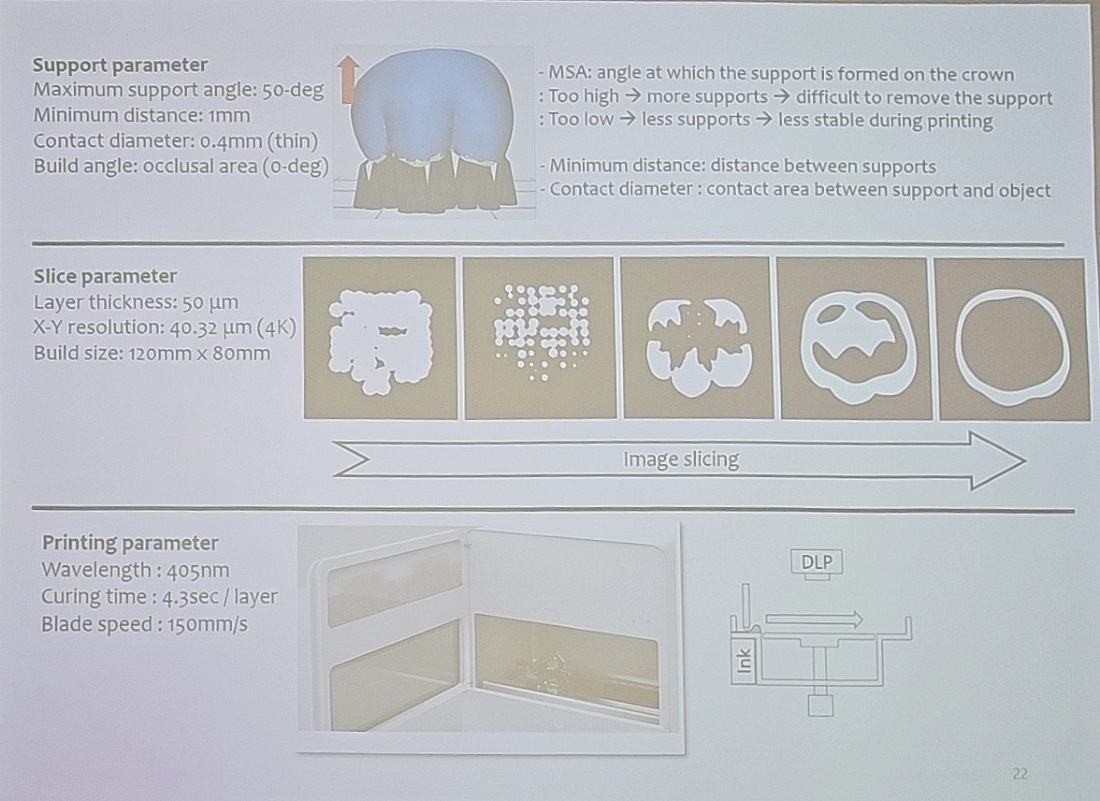 Support parameter
Maximum support angle: 50-deg
Minimum distance: 1mm
Contact diameter: 0.4mm (thin)
Build angle: occlusal area (0-deg)
- MSA: angle at which the support is formed on the crown
: Too high → more supports → difficult to remove the support
: Too low → less supports → less stable during printing
- Minimum distance: distance between supports
- Contact diameter : contact area between support and object
Slice parameter
Layer thickness: 50 µm
X-Y resolution: 40.32 µm (4K)
Build size: 120mm x 80mm
Image slicing
Printing parameter
Wavelength : 405nm
Curing time : 4.3sec / layer
Blade speed : 150mm/s
DLP
Ink
22